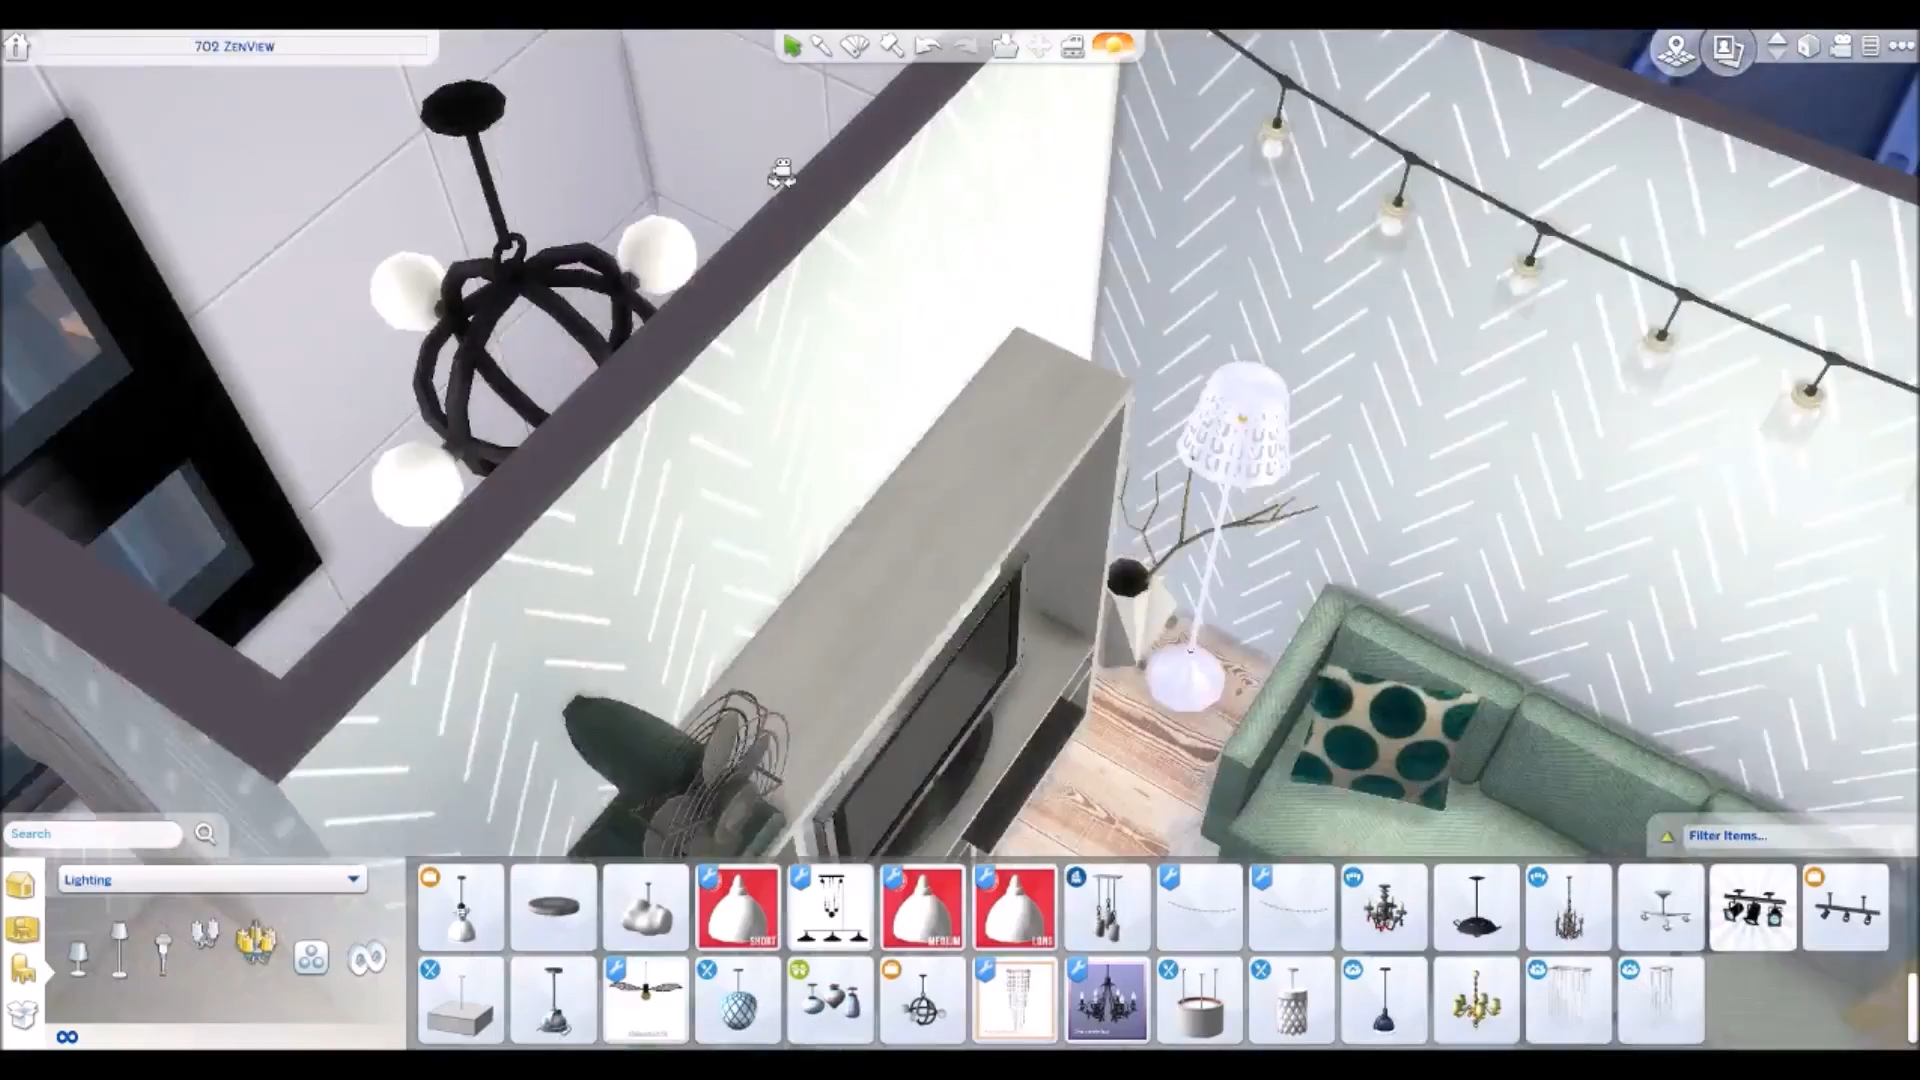 702 ZENVIEW
Search
Filter Items...
Lighting
SHORT
MEDIUM
LONG